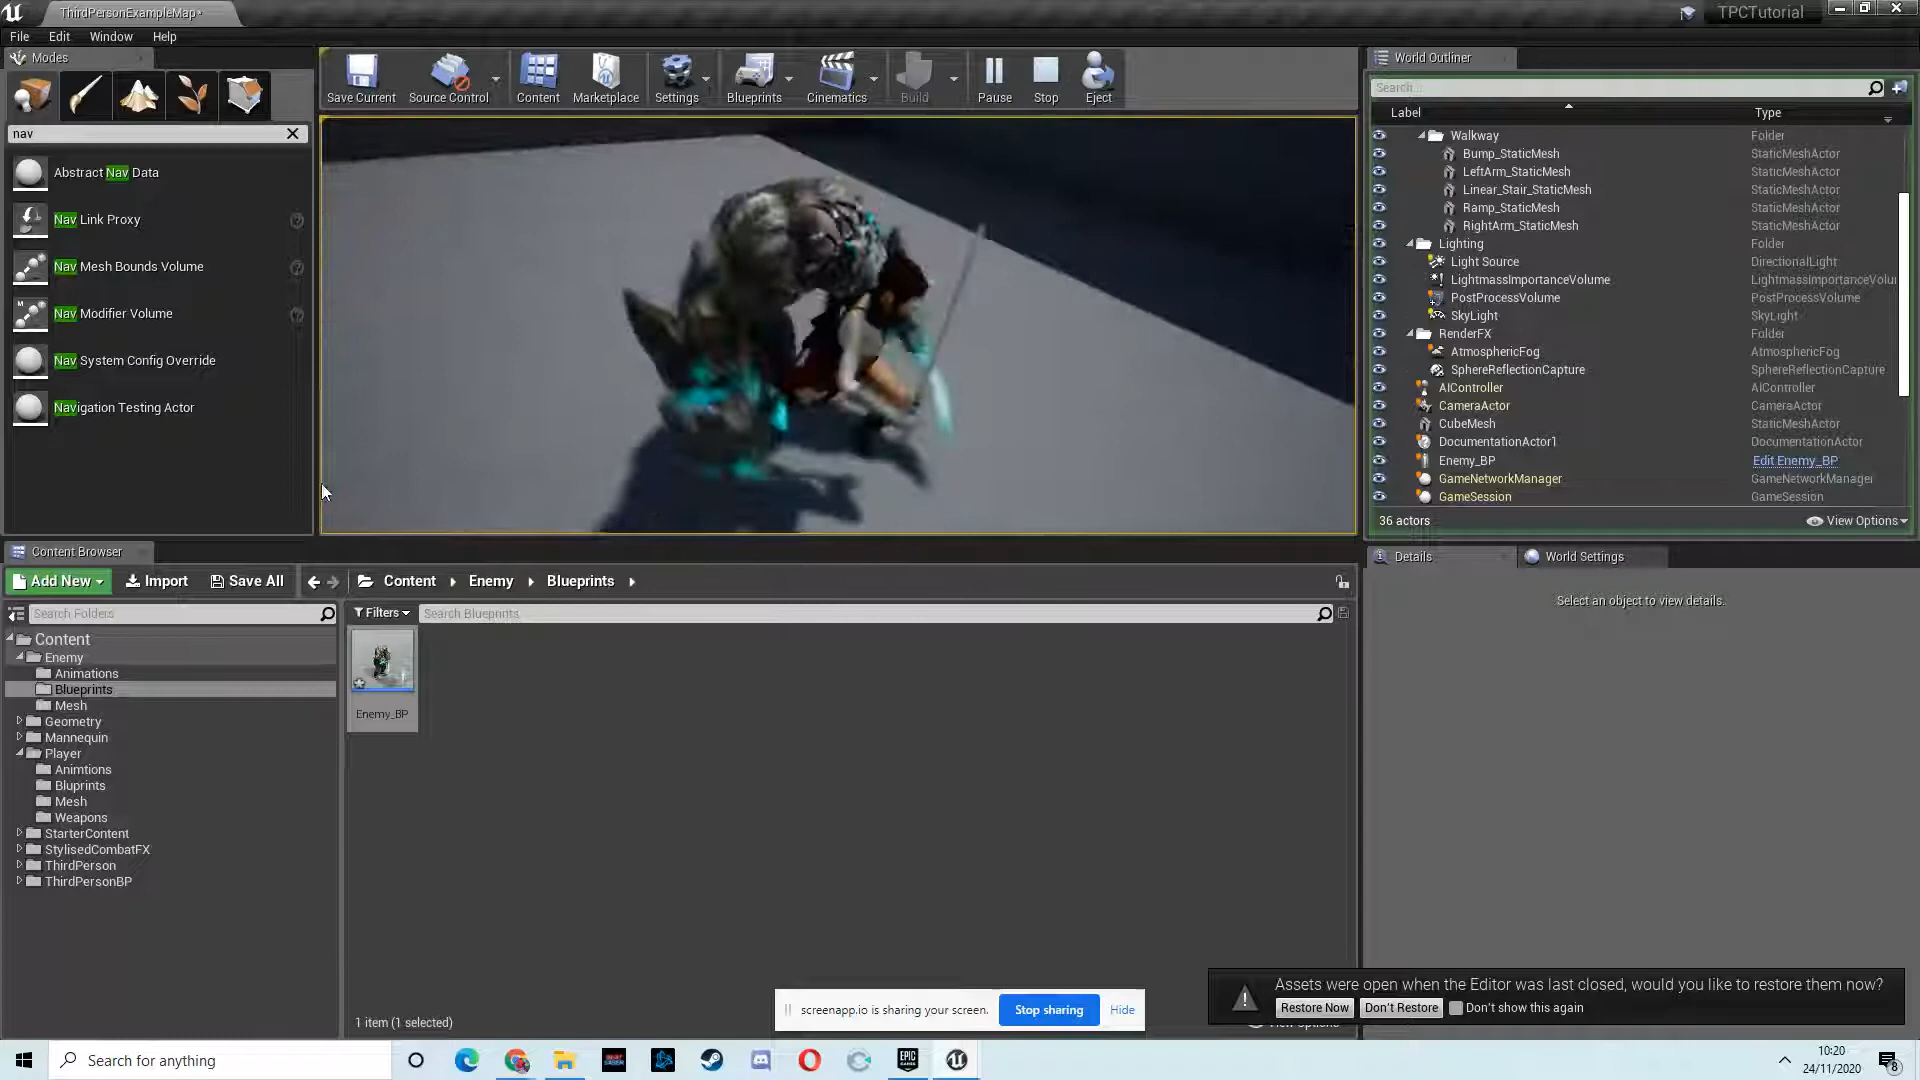 ThirdPersonExampleMap*
TPCTutorial
File Edit Window Help
Modes
nav
Abstract Nav Data
Nav Link Proxy
Nav Mesh Bounds Volume
Nav Modifier Volume
Nav System Config Override
Navigation Testing Actor
Save Current Source Control Content Marketplace Settings Blueprints Cinematics Build Pause Stop Eject
World Outliner
Search...
Label Type
Walkway Folder
Bump_StaticMesh StaticMeshActor
LeftArm_StaticMesh StaticMeshActor
Linear_Stair_StaticMesh StaticMeshActor
Ramp_StaticMesh StaticMeshActor
RightArm_StaticMesh StaticMeshActor
Lighting Folder
Light Source DirectionalLight
LightmassImportanceVolume LightmassImportanceVolu
PostProcessVolume PostProcessVolume
SkyLight SkyLight
RenderFX Folder
AtmosphericFog AtmosphericFog
SphereReflectionCapture SphereReflectionCapture
AIController AIController
CameraActor CameraActor
CubeMesh StaticMeshActor
DocumentationActor1 DocumentationActor
Enemy_BP Edit Enemy_BP
GameNetworkManager GameNetworkManager
GameSession GameSession
36 actors View Options
Details World Settings
Select an object to view details.
Content Browser
Add New Import Save All Content Enemy Blueprints
Search Folders Filters Search Blueprints
Content
Enemy
Animations
Blueprints
Mesh
Geometry
Mannequin
Player
Animtions
Bluprints
Mesh
Weapons
StarterContent
StylisedCombatFX
ThirdPerson
ThirdPersonBP
Enemy_BP
1 item (1 selected)
screenapp.io is sharing your screen. Stop sharing Hide
Assets were open when the Editor was last closed, would you like to restore them now?
Restore Now Don't Restore Don't show this again
Search for anything
EPIC GAMES
10:20
24/11/2020
8